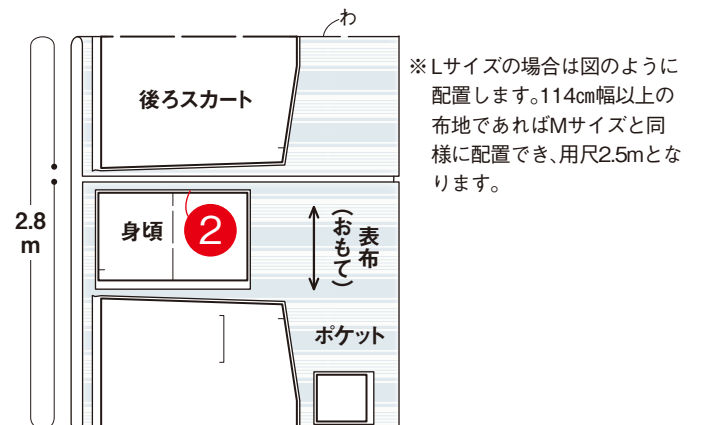 わ
※Lサイズの場合は図のように
配置します。114㎝幅以上の
布地であればMサイズと同
様に配置でき、用尺2.5mとな
ります。
後ろスカート
2.8
m
身頃
2
表布
(おもて)
ポケット